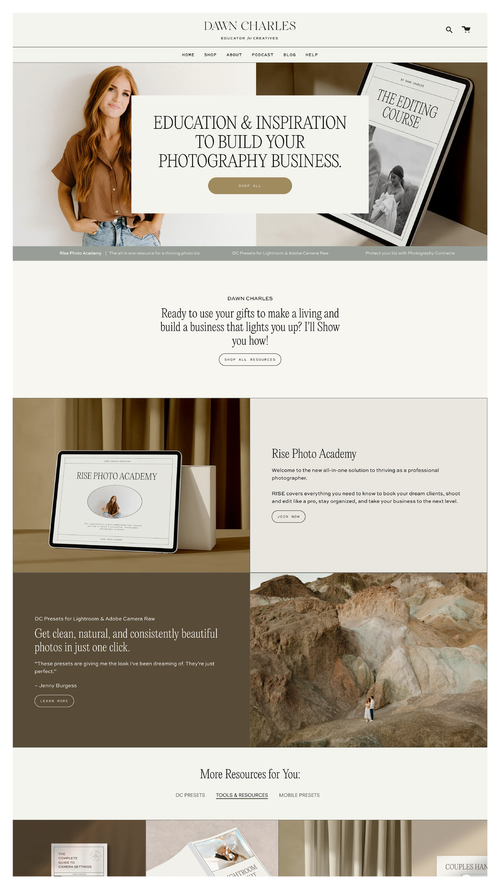 DAWN CHARLES
EDUCATOR for CREATIVES
HOME SHOP ABOUT PODCAST BLOG HELP
EDUCATION & INSPIRATION
TO BUILD YOUR
PHOTOGRAPHY BUSINESS.
SHOP ALL
BY DAWN CHARLES
THE EDITING
COURSE
Rise Photo Academy | The all-in-one resource for a thriving photo biz
DC Presets for Lightroom & Adobe Camera Raw
Protect your biz with Photography Contracts
DAWN CHARLES
Ready to use your gifts to make a living and
build a business that lights you up? I'll Show
you how!
SHOP ALL RESOURCES
RISE PHOTO ACADEMY
Rise Photo Academy
Welcome to the new all-in-one solution to thriving as a professional
photographer.
RISE covers everything you need to know to book your dream clients, shoot
and edit like a pro, stay organized, and take your business to the next level.
JOIN NOW
DC Presets for Lightroom & Adobe Camera Raw
Get clean, natural, and consistently beautiful
photos in just one click.
"These presets are giving me the look I've been dreaming of. They're just
perfect."
– Jenny Burgess
LEARN MORE
More Resources for You:
DC PRESETS TOOLS & RESOURCES MOBILE PRESETS
THE
COMPLETE
GUIDE TO
CAMERA SETTINGS
LIGHTROOM
COUPLES HAN